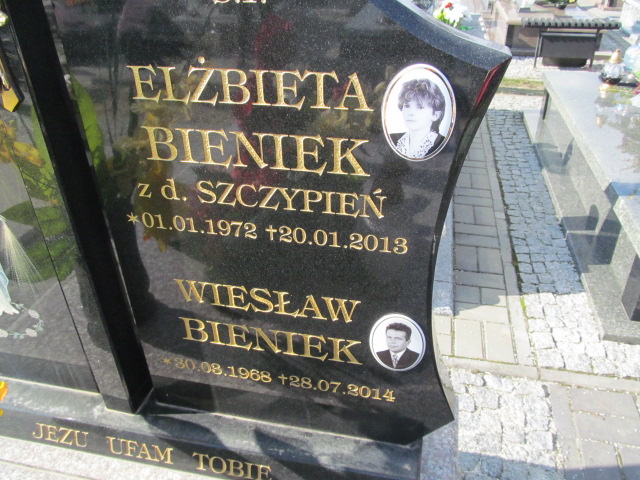 Ś.P.
ELŻBIETA
BIENIEK
z d. SZCZYPIEŃ
*01.01.1972 †20.01.2013
WIESŁAW
BIENIEK
*30.08.1968 †28.07.2014
JEZU UFAM TOBIE